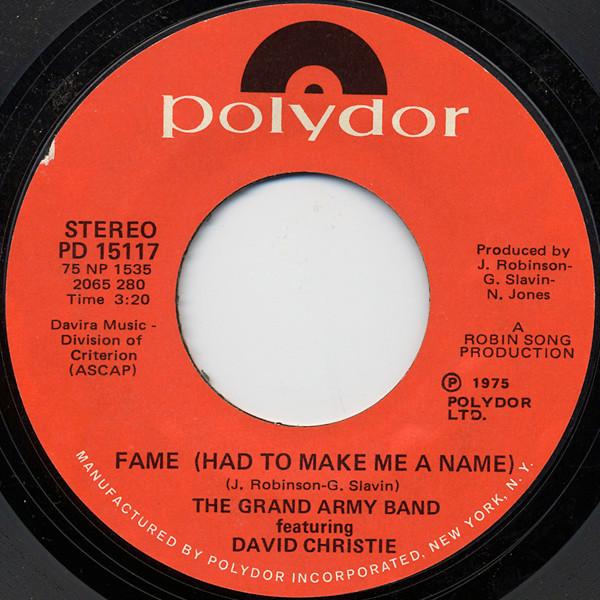 polydor
STEREO
PD 15117
75 NP 1535
2065 280
Time 3:20
Davira Music -
Division of
Criterion
(ASCAP)
Produced by
J. Robinson-
G. Slavin-
N. Jones
A
ROBIN SONG
PRODUCTION
Ⓟ 1975
POLYDOR
LTD.
FAME (HAD TO MAKE ME A NAME)
(J. Robinson-G. Slavin)
THE GRAND ARMY BAND
featuring
DAVID CHRISTIE
MANUFACTURED BY POLYDOR INCORPORATED, NEW YORK, N.Y.